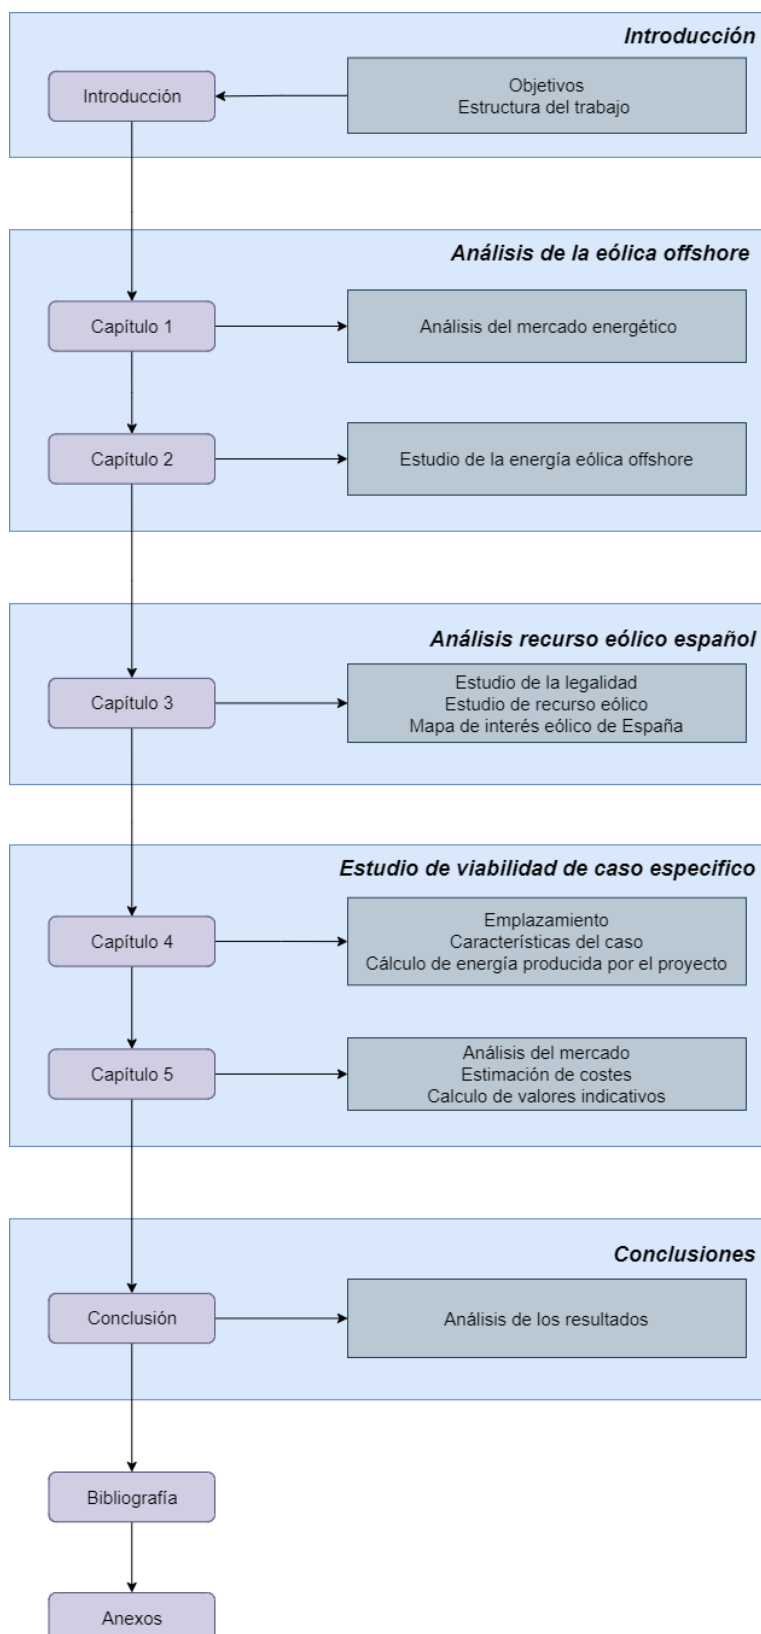 Introducción
Introducción
Objetivos
Estructura del trabajo
Análisis de la eólica offshore
Capítulo 1
Análisis del mercado energético
Capítulo 2
Estudio de la energía eólica offshore
Análisis recurso eólico español
Capítulo 3
Estudio de la legalidad
Estudio de recurso eólico
Mapa de interés eólico de España
Estudio de viabilidad de caso especifico
Capítulo 4
Emplazamiento
Características del caso
Cálculo de energía producida por el proyecto
Capítulo 5
Análisis del mercado
Estimación de costes
Calculo de valores indicativos
Conclusiones
Conclusión
Análisis de los resultados
Bibliografía
Anexos